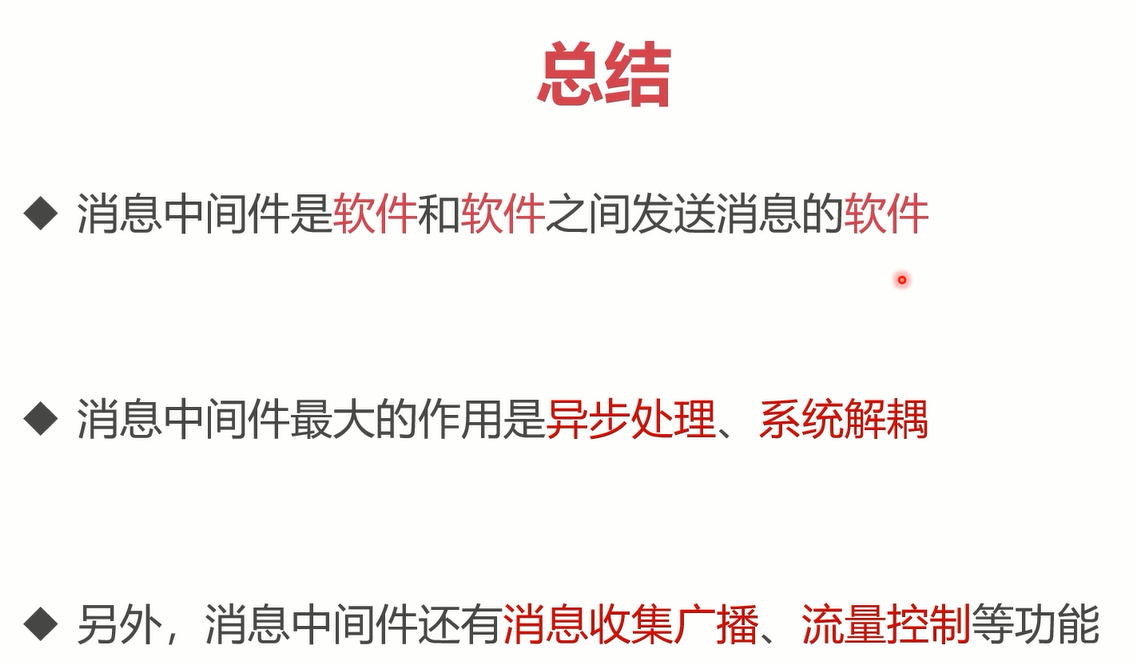 总结
◆ 消息中间件是软件和软件之间发送消息的软件
◆ 消息中间件最大的作用是异步处理、系统解耦
◆ 另外，消息中间件还有消息收集广播、流量控制等功能